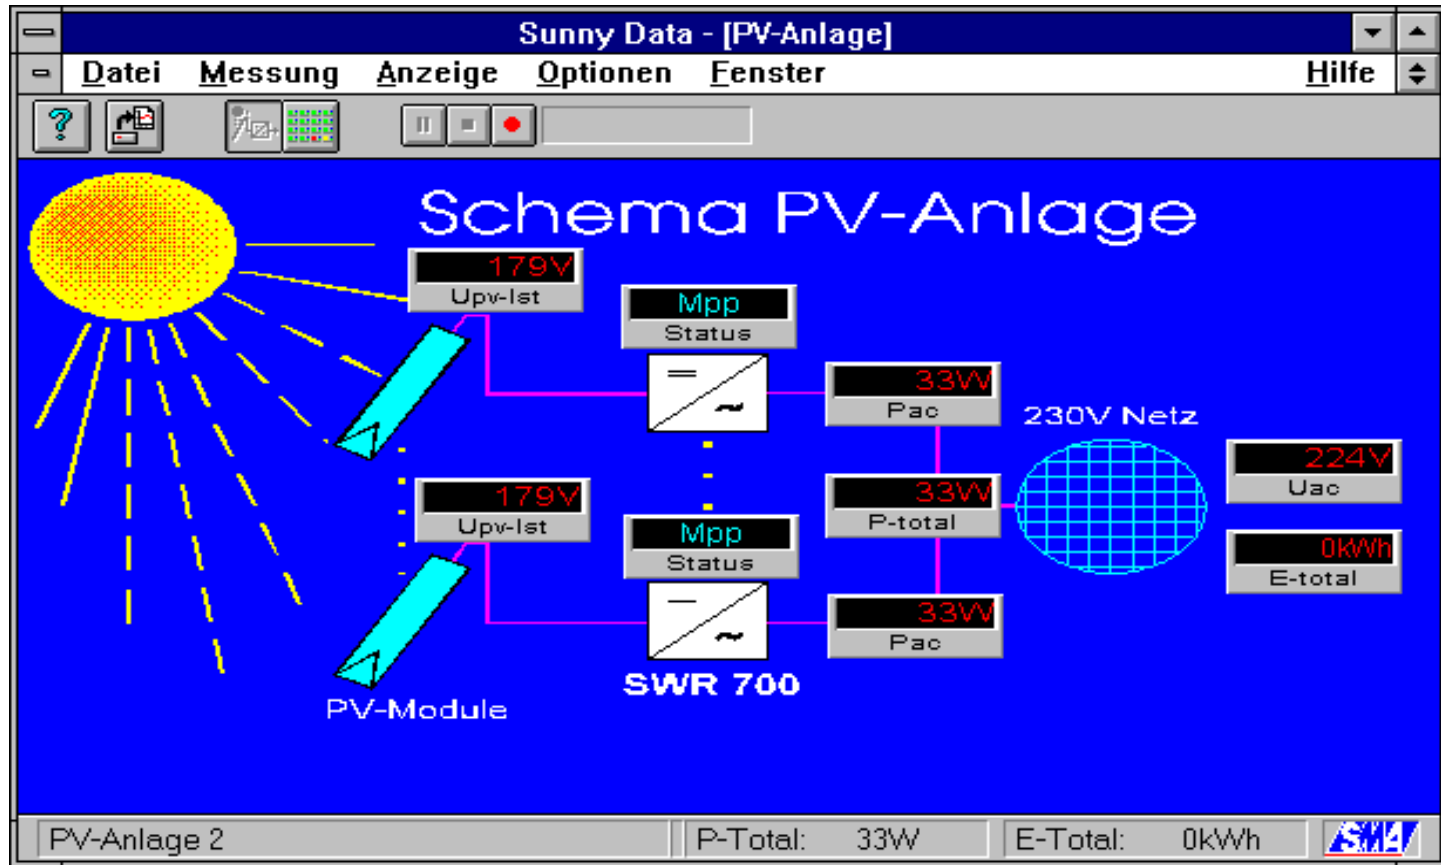 Sunny Data - [PV-Anlage]
Datei Messung Anzeige Optionen Fenster Hilfe
?
Schema PV-Anlage
179V
Upv-Ist
Mpp
Status
33W
Pac
230V Netz
224V
Uac
179V
Upv-Ist
33W
P-total
Mpp
Status
0kWh
E-total
33W
Pac
SWR 700
PV-Module
PV-Anlage 2 P-Total: 33W E-Total: 0kWh SMA